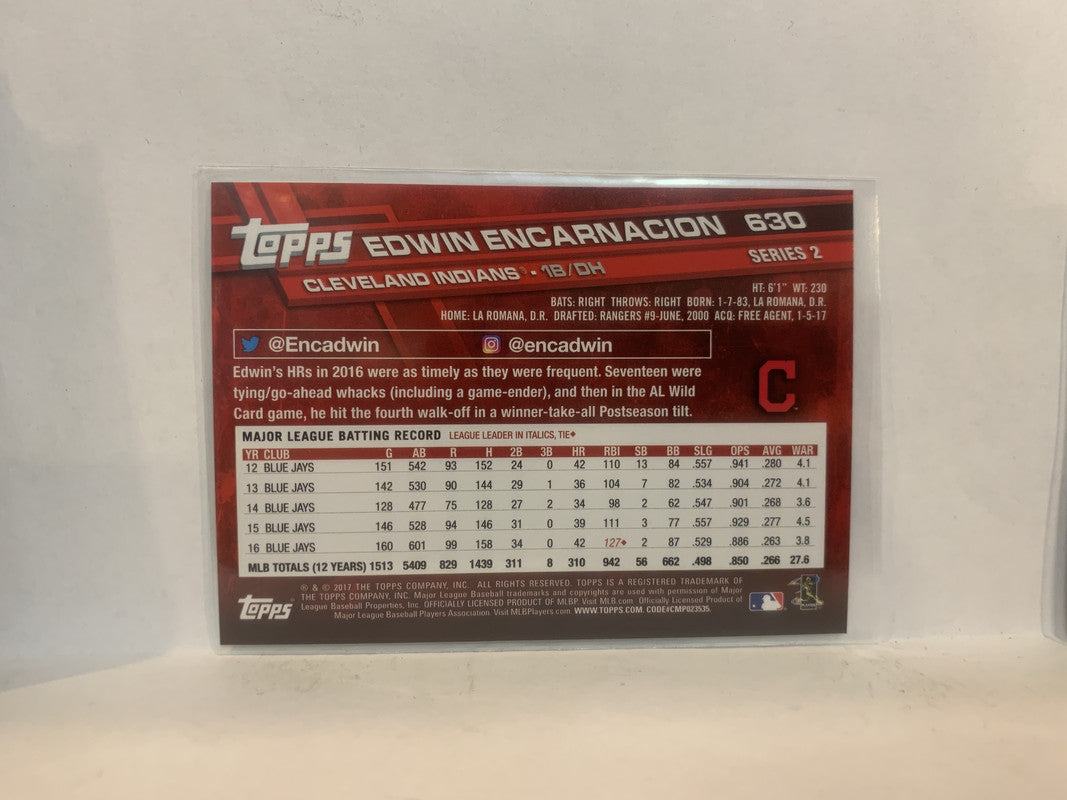 topps EDWIN ENCARNACION 630
CLEVELAND INDIANS® • 1B/DH SERIES 2
HT: 6'1" WT: 230
BATS: RIGHT THROWS: RIGHT BORN: 1-7-83, LA ROMANA, D.R.
HOME: LA ROMANA, D.R. DRAFTED: RANGERS #9-JUNE, 2000 ACQ: FREE AGENT, 1-5-17
@Encadwin @encadwin
Edwin's HRs in 2016 were as timely as they were frequent. Seventeen were
tying/go-ahead whacks (including a game-ender), and then in the AL Wild
Card game, he hit the fourth walk-off in a winner-take-all Postseason tilt.
C
MAJOR LEAGUE BATTING RECORD LEAGUE LEADER IN ITALICS, TIE♦
YR CLUB G AB R H 2B 3B HR RBI SB BB SLG OPS AVG WAR
12 BLUE JAYS 151 542 93 152 24 0 42 110 13 84 .557 .941 .280 4.1
13 BLUE JAYS 142 530 90 144 29 1 36 104 7 82 .534 .904 .272 4.1
14 BLUE JAYS 128 477 75 128 27 2 34 98 2 62 .547 .901 .268 3.6
15 BLUE JAYS 146 528 94 146 31 0 39 111 3 77 .557 .929 .277 4.5
16 BLUE JAYS 160 601 99 158 34 0 42 127♦ 2 87 .529 .886 .263 3.8
MLB TOTALS (12 YEARS) 1513 5409 829 1439 311 8 310 942 56 662 .498 .850 .266 27.6
® & © 2017 THE TOPPS COMPANY, INC. ALL RIGHTS RESERVED. TOPPS IS A REGISTERED TRADEMARK OF
THE TOPPS COMPANY, INC. Major League Baseball trademarks and copyrights are used with permission of Major
League Baseball Properties, Inc. OFFICIALLY LICENSED PRODUCT OF MLBP Visit MLB.com. Officially Licensed Product of
Major League Baseball Players Association. Visit MLBPlayers.com. WWW.TOPPS.COM. CODE#CMP023535.
topps